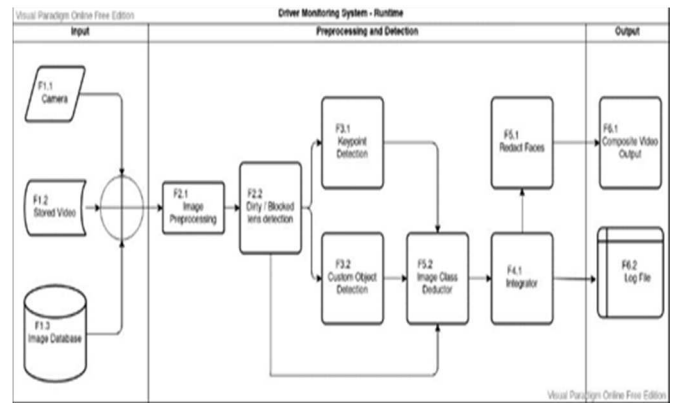 Visual Paradigm Online Free Edition
Driver Monitoring System - Runtime
Input
Preprocessing and Detection
Output
F1.1
Camera
F1.2
Stored Video
F1.3
Image Database
F2.1
Image
Preprocessing
F2.2
Dirty / Blocked
lens detection
F3.1
Keypoint
Detection
F3.2
Custom Object
Detection
F5.2
Image Class
Deductor
F5.1
Redact Faces
F4.1
Integrator
F6.1
Composite Video
Output
F6.2
Log File
Visual Paradigm Online Free Edition